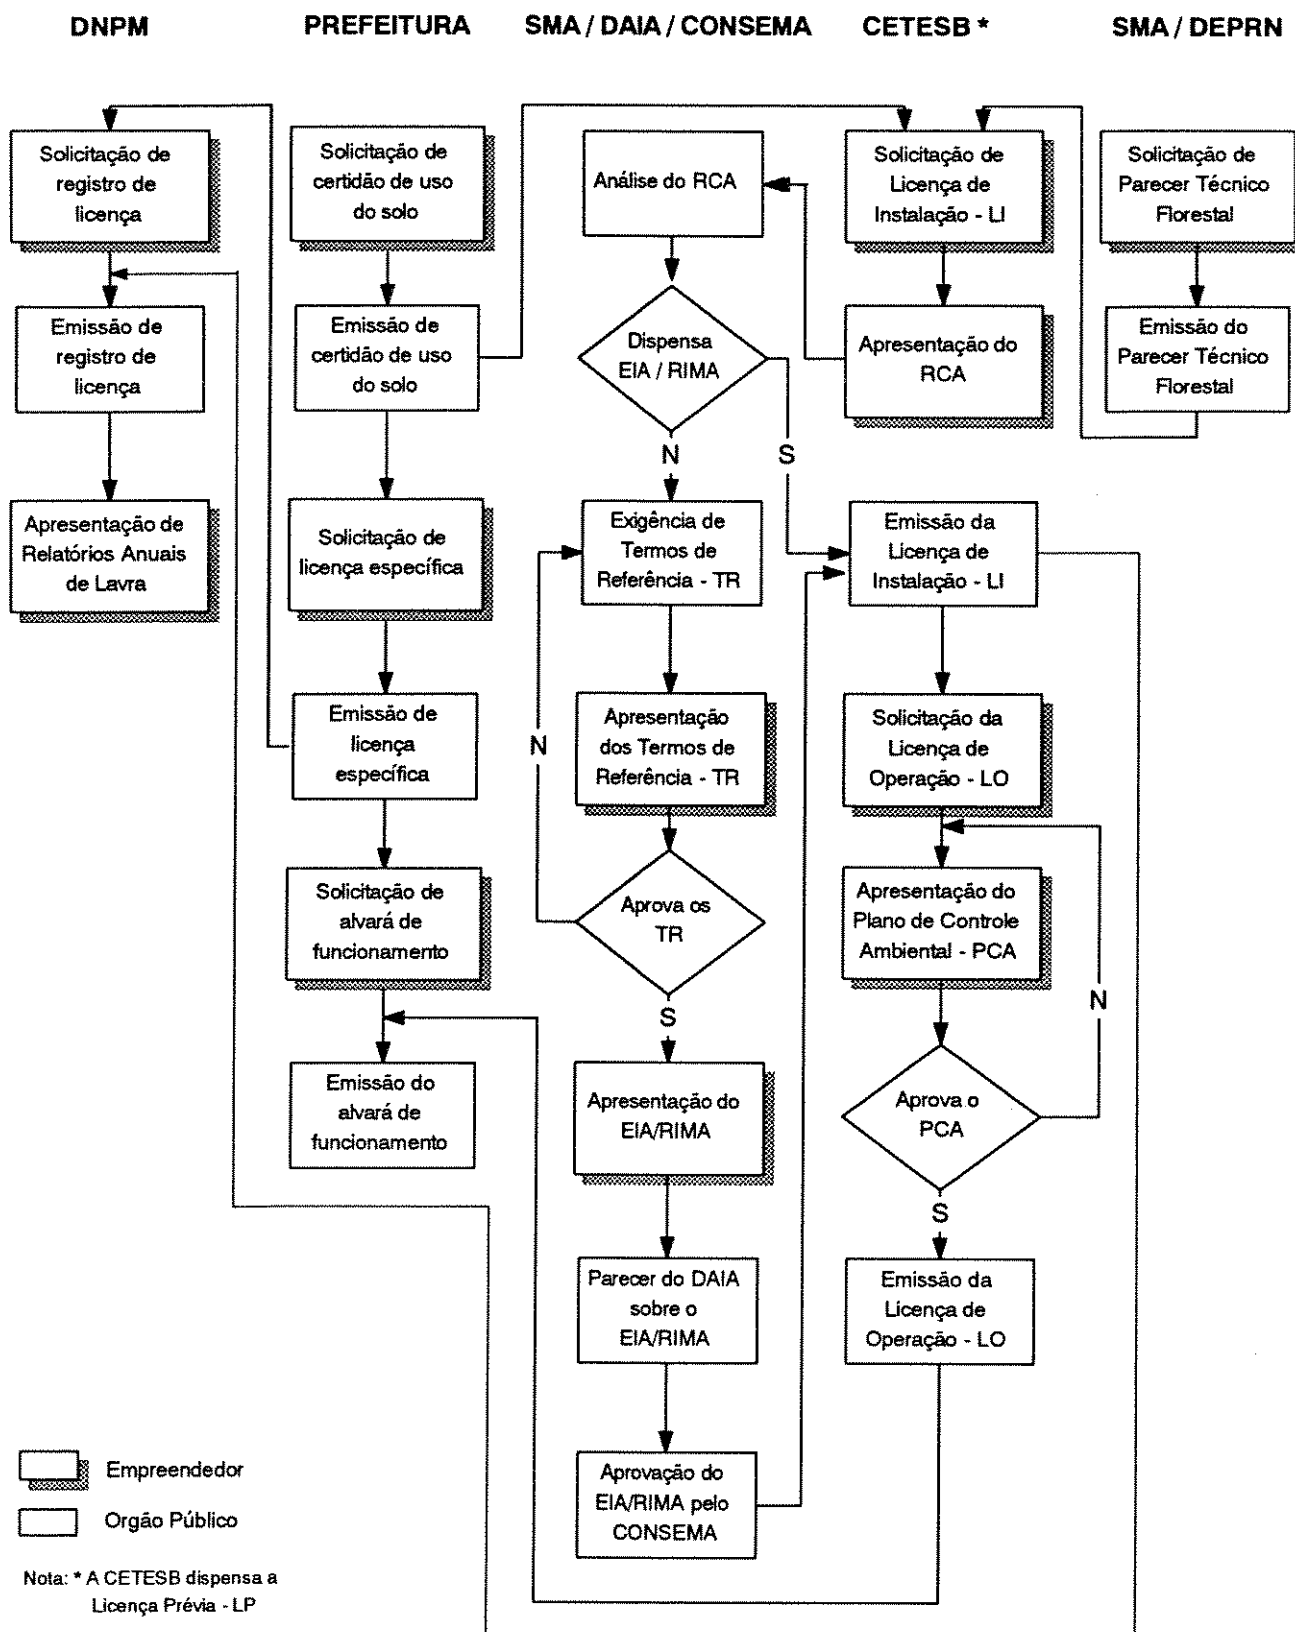 DNPM
PREFEITURA
SMA / DAIA / CONSEMA
CETESB *
SMA / DEPRN
Solicitação de
registro de
licença
Emissão de
registro de
licença
Apresentação de
Relatórios Anuais
de Lavra
Solicitação de
certidão de uso
do solo
Emissão de
certidão de uso
do solo
Solicitação de
licença específica
Emissão de
licença
específica
Solicitação de
alvará de
funcionamento
Emissão do
alvará de
funcionamento
Análise do RCA
Dispensa
EIA / RIMA
N
S
Exigência de
Termos de
Referência - TR
Apresentação
dos Termos de
Referência - TR
N
Aprova os
TR
S
Apresentação do
EIA/RIMA
Parecer do DAIA
sobre o
EIA/RIMA
Aprovação do
EIA/RIMA pelo
CONSEMA
Solicitação de
Licença de
Instalação - LI
Apresentação do
RCA
Emissão da
Licença de
Instalação - LI
Solicitação da
Licença de
Operação - LO
Apresentação do
Plano de Controle
Ambiental - PCA
N
Aprova o
PCA
S
Emissão da
Licença de
Operação - LO
Solicitação de
Parecer Técnico
Florestal
Emissão do
Parecer Técnico
Florestal
Empreendedor
Orgão Público
Nota: * A CETESB dispensa a
Licença Prévia - LP